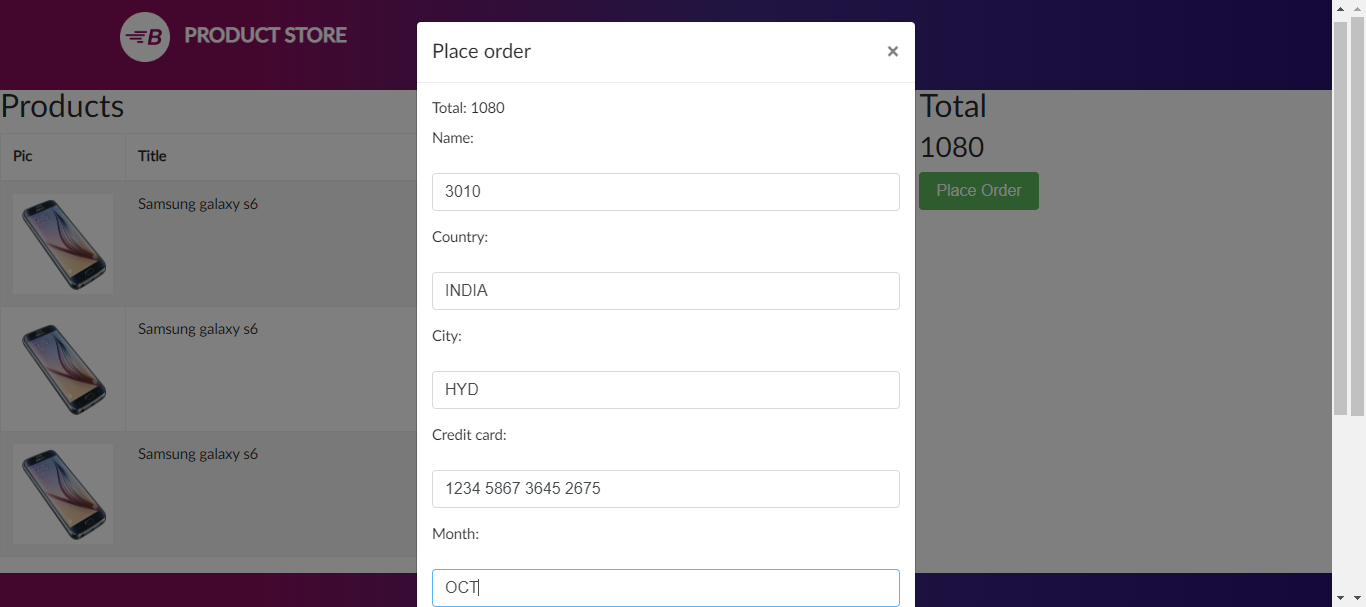 B
PRODUCT STORE
Place order
×
Total: 1080
Name:
3010
Country:
INDIA
City:
HYD
Credit card:
1234 5867 3645 2675
Month:
OCT
Products
Pic
Title
Samsung galaxy s6
Samsung galaxy s6
Samsung galaxy s6
Total
1080
Place Order